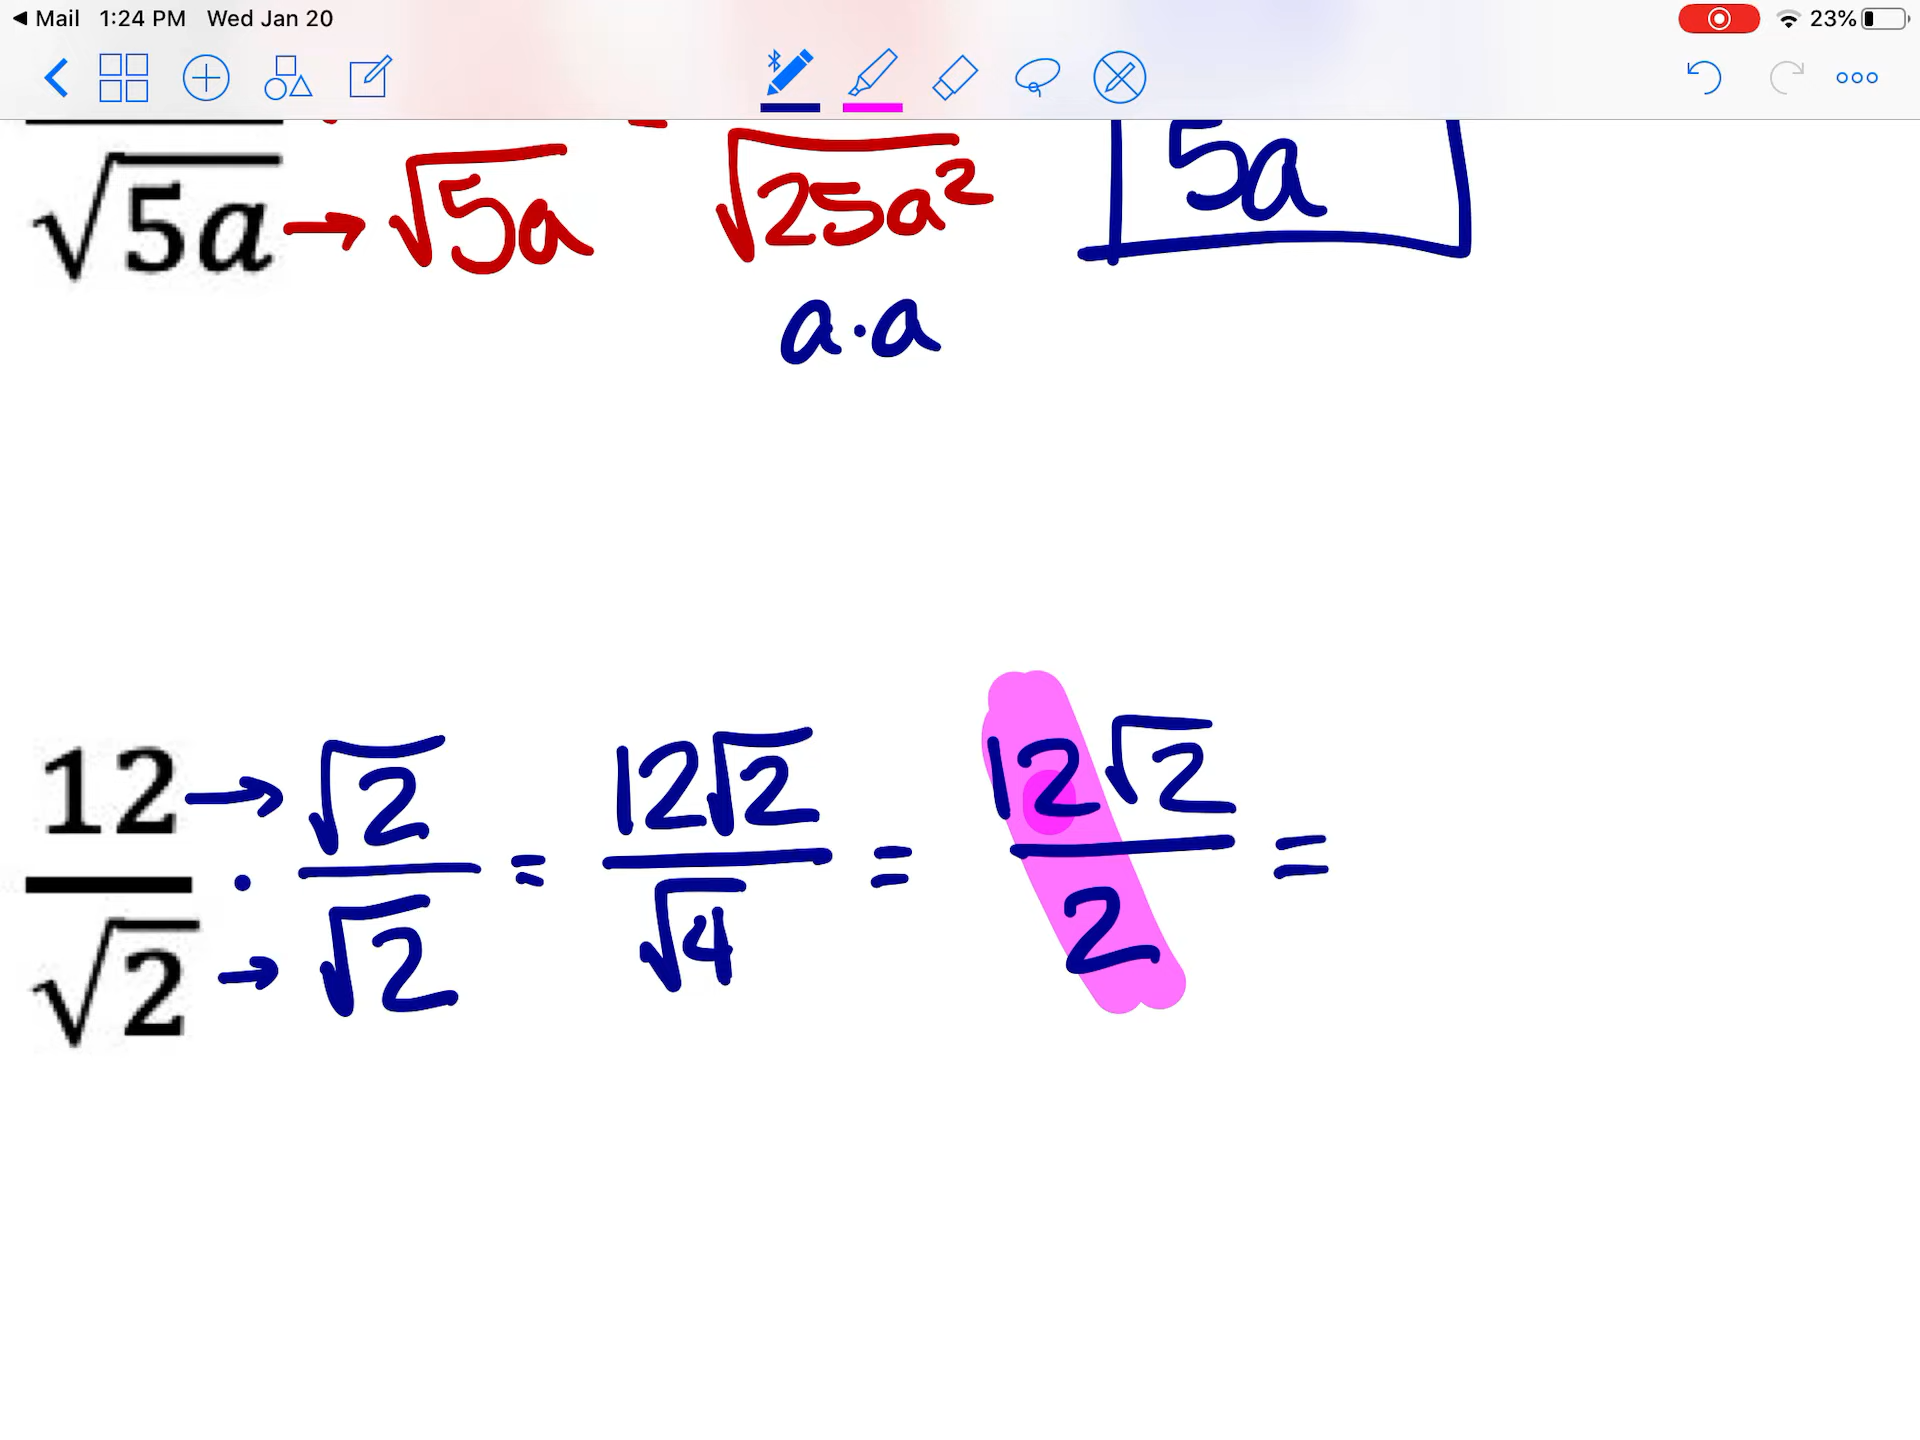 Mail 1:24 PM Wed Jan 20 23%
√5a → √5a √25a² 5a
a·a
12/√2 · → √2/→ √2 = 12√2/√4 = 12√2/2 =